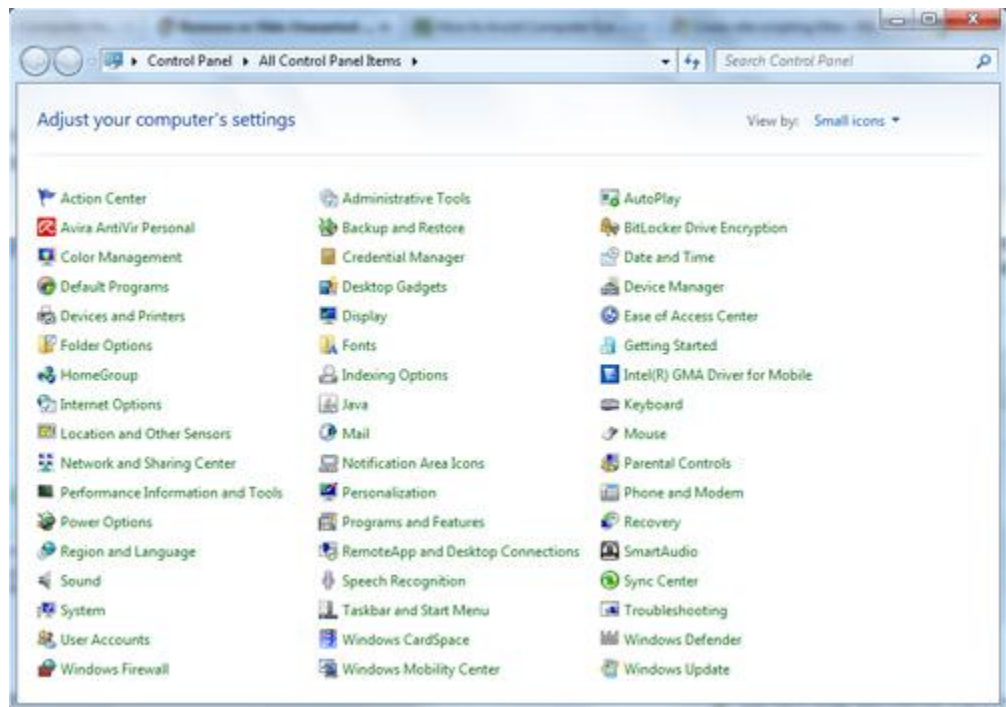 Control Panel All Control Panel Items Search Control Panel
Adjust your computer's settings View by: Small icons
Action Center Administrative Tools AutoPlay
Avira AntiVir Personal Backup and Restore BitLocker Drive Encryption
Color Management Credential Manager Date and Time
Default Programs Desktop Gadgets Device Manager
Devices and Printers Display Ease of Access Center
Folder Options Fonts Getting Started
HomeGroup Indexing Options Intel(R) GMA Driver for Mobile
Internet Options Java Keyboard
Location and Other Sensors Mail Mouse
Network and Sharing Center Notification Area Icons Parental Controls
Performance Information and Tools Personalization Phone and Modem
Power Options Programs and Features Recovery
Region and Language RemoteApp and Desktop Connections SmartAudio
Sound Speech Recognition Sync Center
System Taskbar and Start Menu Troubleshooting
User Accounts Windows CardSpace Windows Defender
Windows Firewall Windows Mobility Center Windows Update